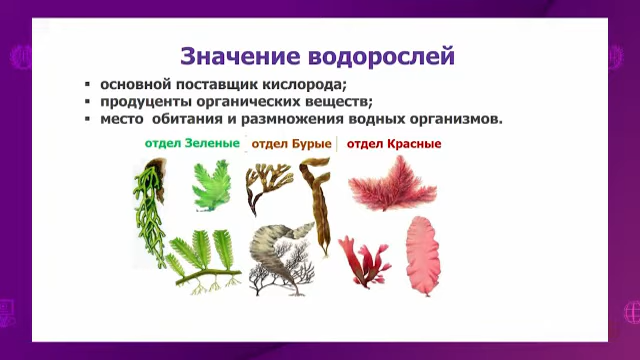 Значение водорослей
▪ основной поставщик кислорода;
▪ продуценты органических веществ;
▪ место обитания и размножения водных организмов.
отдел Зеленые отдел Бурые отдел Красные